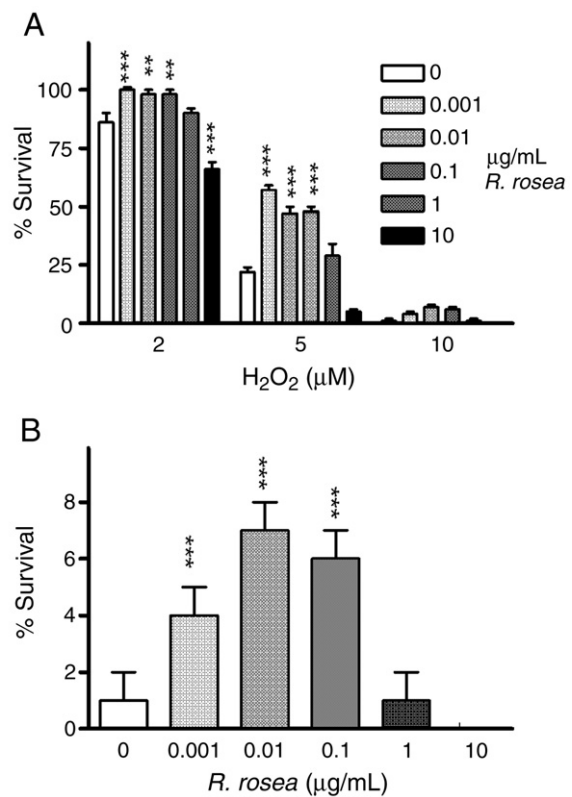 A
% Survival
100
75
50
25
0
*** ** ** ***
*** *** ***
2 5 10
H₂O₂ (µM)
0
0.001
0.01
0.1
1
10
µg/mL
R. rosea
B
% Survival
8
6
4
2
0
*** *** ***
0 0.001 0.01 0.1 1 10
R. rosea (µg/mL)